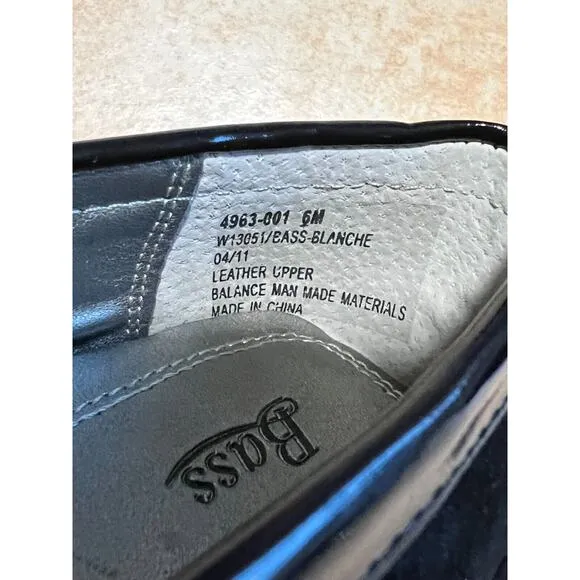 4963-001 6M
W13051/BASS-BLANCHE
04/11
LEATHER UPPER
BALANCE MAN MADE MATERIALS
MADE IN CHINA
Bass